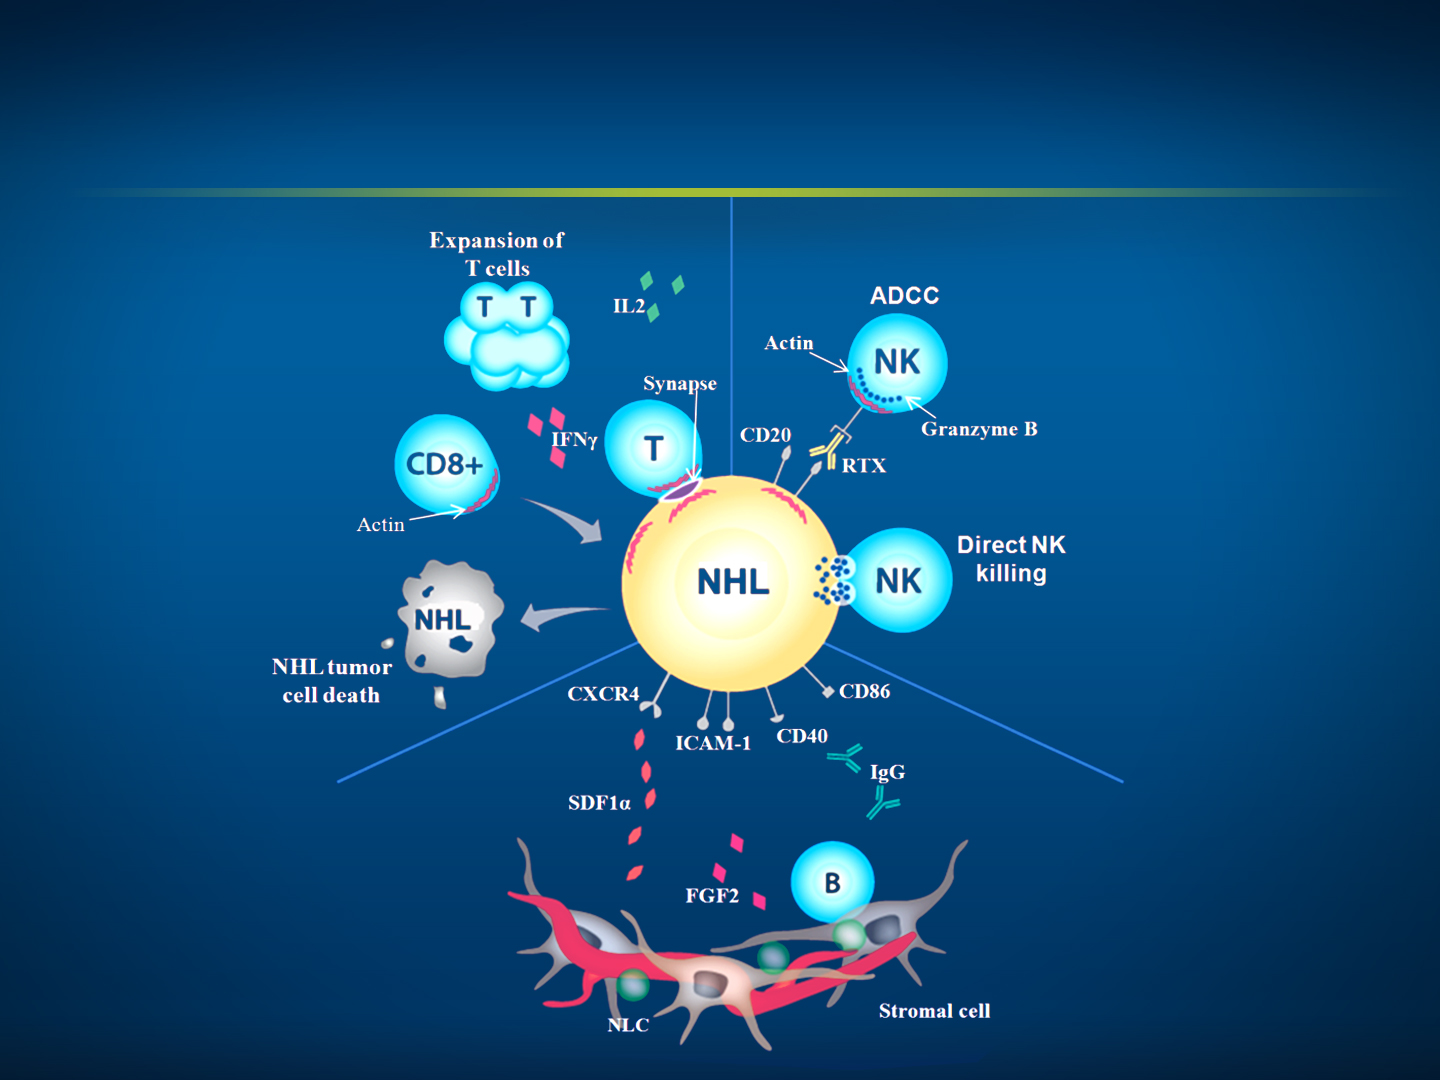 Expansion of
T cells
T T
IL2
ADCC
Actin
NK
Granzyme B
Synapse
IFNγ
T
CD20
RTX
CD8+
Actin
NHL
NK
Direct NK
killing
NHL
NHL tumor
cell death
CXCR4
ICAM-1
CD40
CD86
IgG
SDF1α
FGF2
B
NLC
Stromal cell